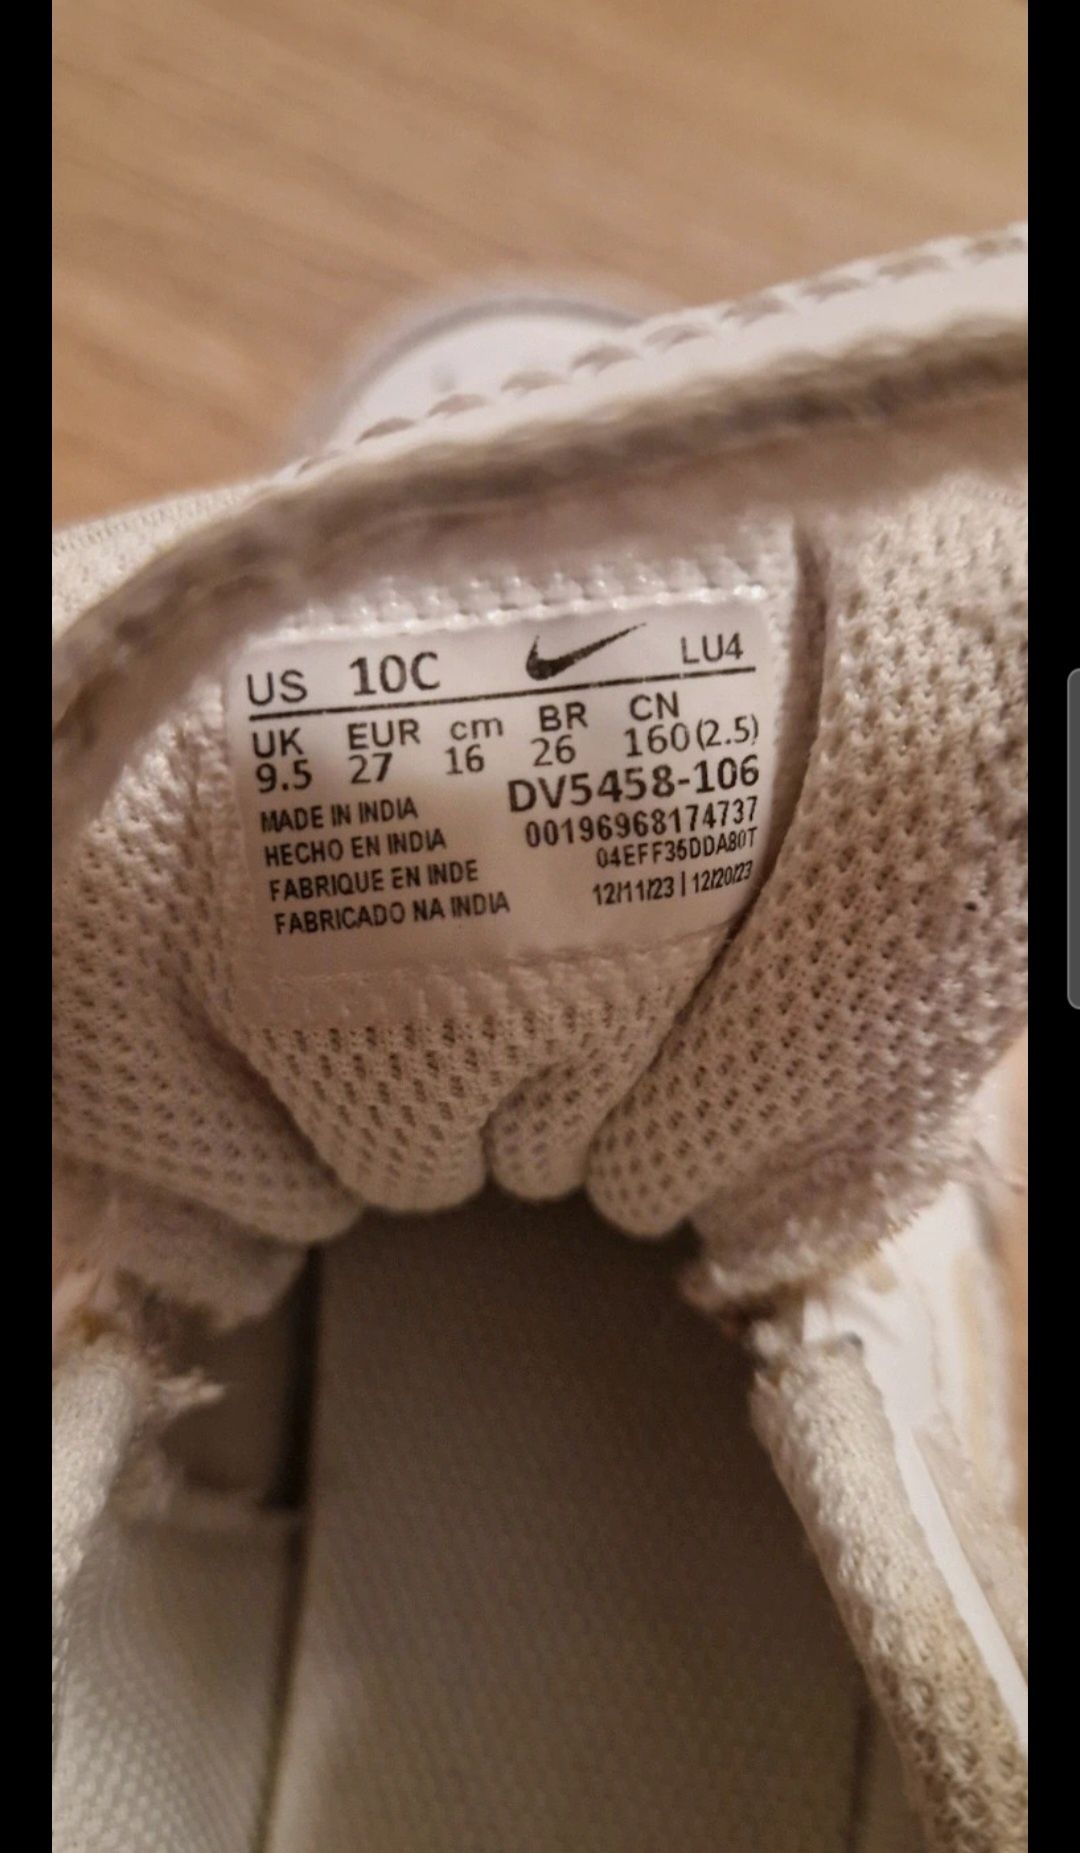 US 10C LU4
UK EUR cm BR CN
9.5 27 16 26 160(2.5)
DV5458-106
MADE IN INDIA 00196968174737
HECHO EN INDIA 04EFF35DDA80T
FABRIQUE EN INDE 12/11/23 | 12/20/23
FABRICADO NA INDIA